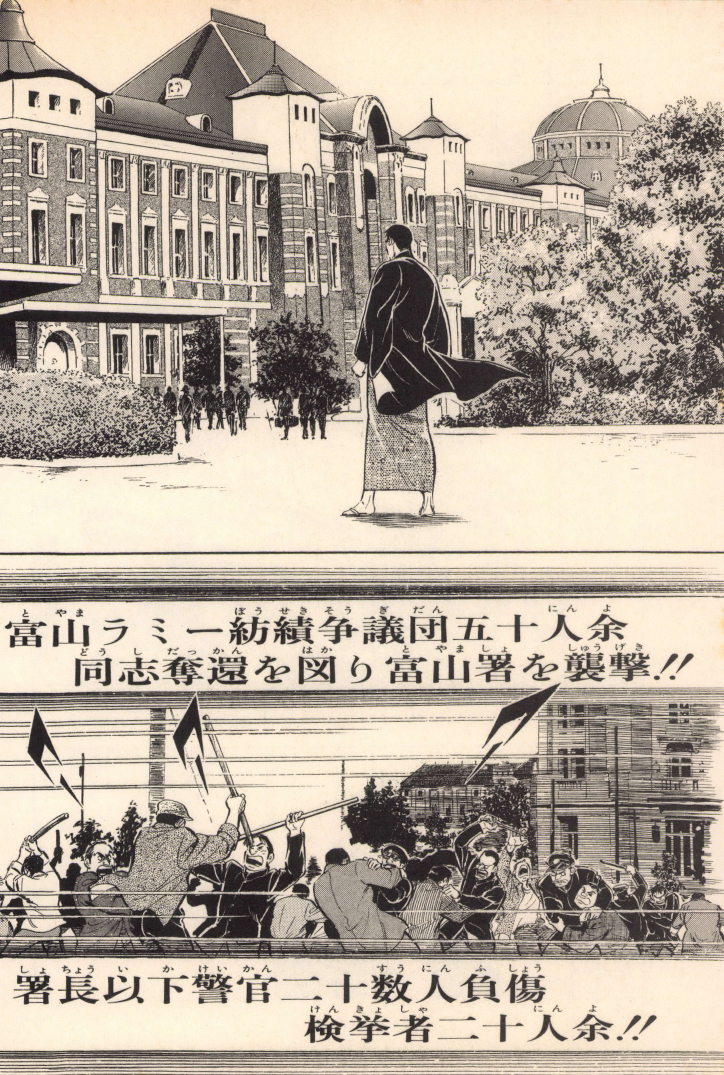 富山ラミー紡績争議団五十人余
同志奪還を図り富山署を襲撃!!
署長以下警官二十数人負傷
検挙者二十人余!!